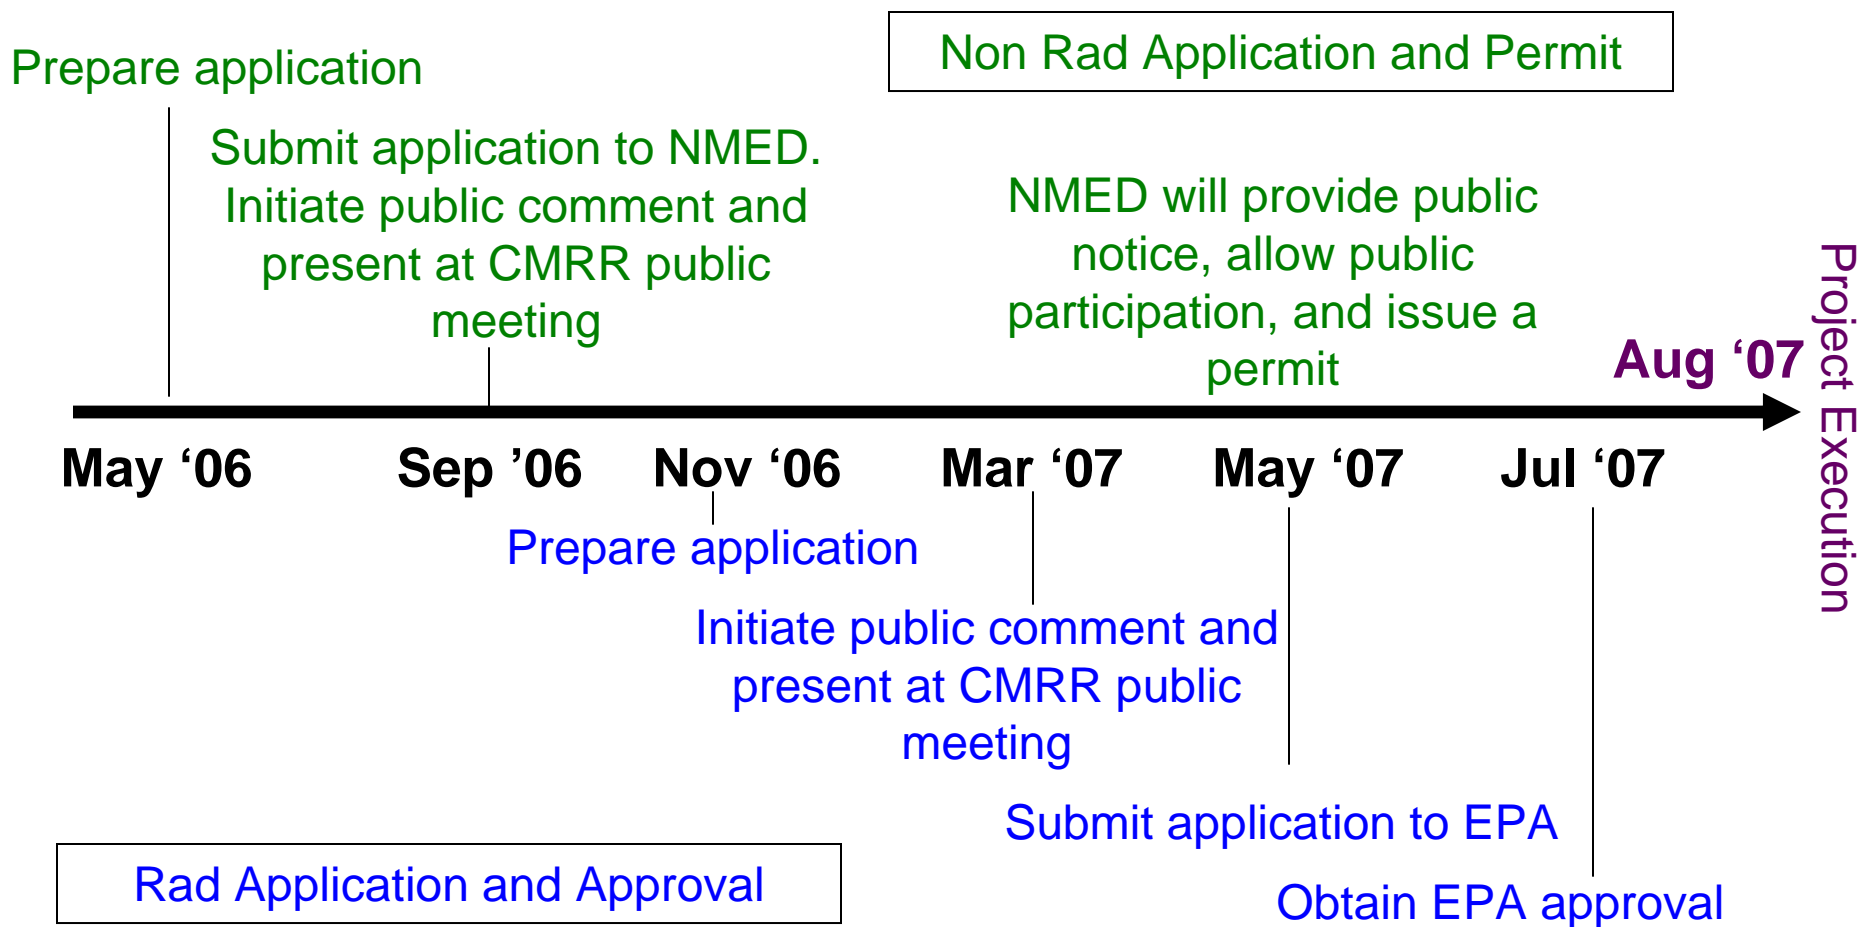 Non Rad Application and Permit
Prepare application
Submit application to NMED.
Initiate public comment and
present at CMRR public
meeting
NMED will provide public
notice, allow public
participation, and issue a
permit
Aug ‘07
Project Execution
May ‘06
Sep ’06
Nov ‘06
Mar ‘07
May ‘07
Jul ‘07
Prepare application
Initiate public comment and
present at CMRR public
meeting
Submit application to EPA
Obtain EPA approval
Rad Application and Approval